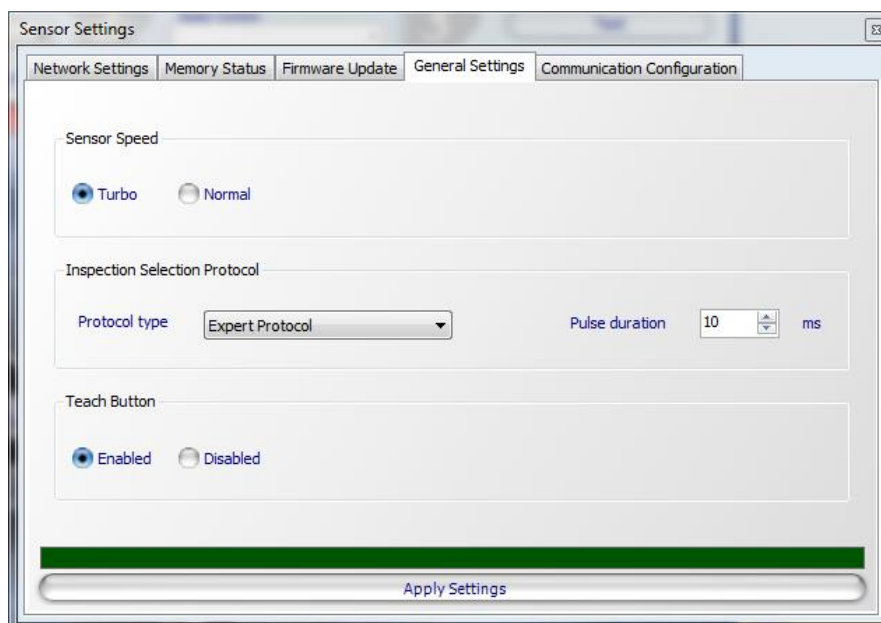 Sensor Settings
Network Settings Memory Status Firmware Update General Settings Communication Configuration
Sensor Speed
Turbo Normal
Inspection Selection Protocol
Protocol type Expert Protocol Pulse duration 10 ms
Teach Button
Enabled Disabled
Apply Settings